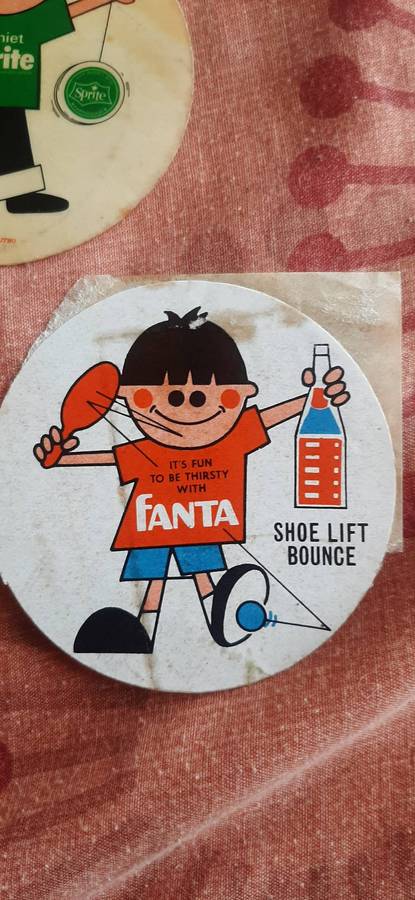 niet
rite
Sprite
IT'S FUN
TO BE THIRSTY
WITH
FANTA
SHOE LIFT
BOUNCE